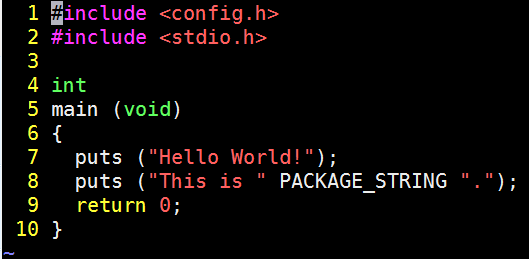 1 #include <config.h>
2 #include <stdio.h>
3
4 int
5 main (void)
6 {
7   puts ("Hello World!");
8   puts ("This is " PACKAGE_STRING ".");
9   return 0;
10 }
~